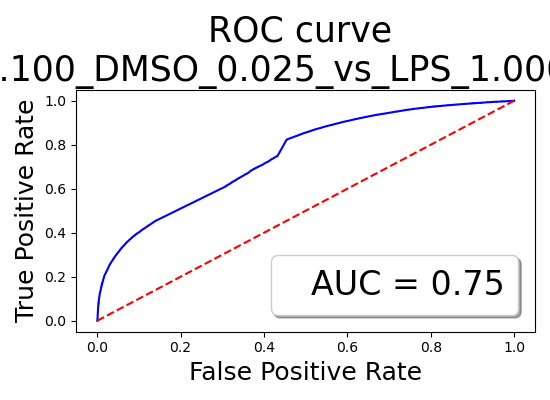 ROC curve
.100_DMSO_0.025_vs_LPS_1.000
True Positive Rate
1.0
0.8
0.6
0.4
0.2
0.0
AUC = 0.75
0.0 0.2 0.4 0.6 0.8 1.0
False Positive Rate